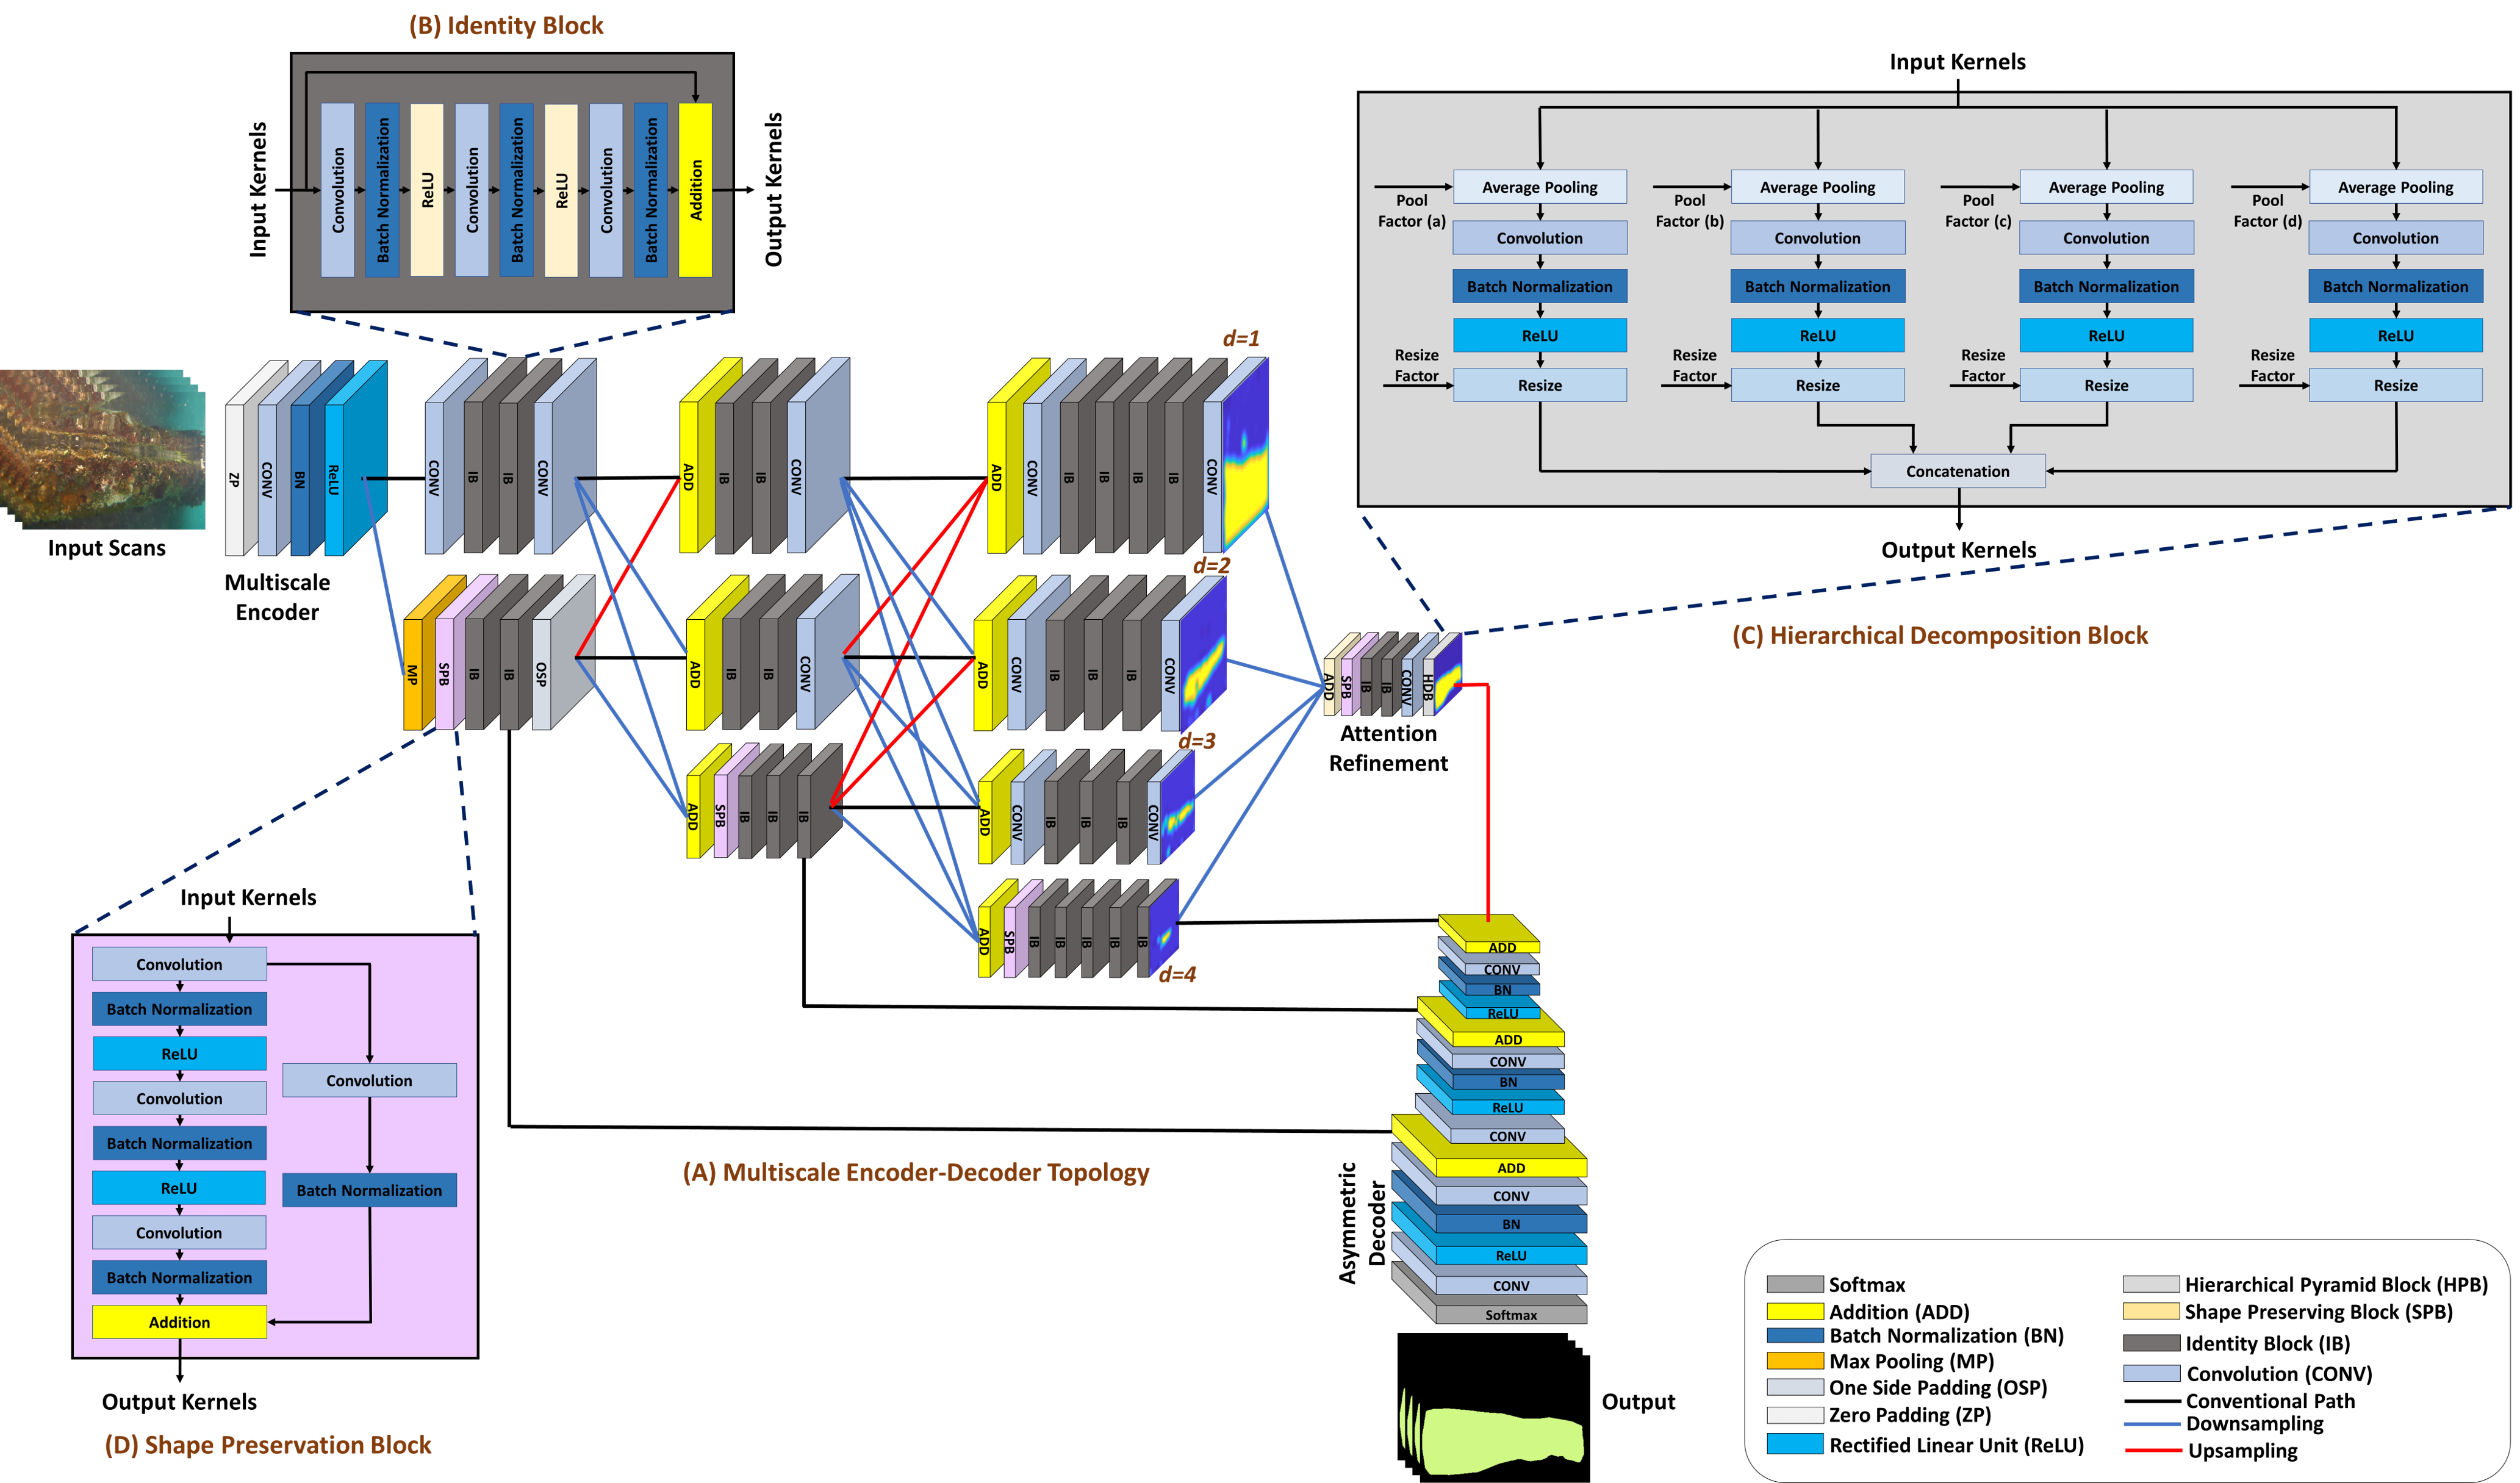 (B) Identity Block
Input Kernels
Convolution
Batch Normalization
ReLU
Convolution
Batch Normalization
ReLU
Convolution
Batch Normalization
Addition
Output Kernels
Input Kernels
Average Pooling
Average Pooling
Average Pooling
Average Pooling
Pool
Factor (a)
Pool
Factor (b)
Pool
Factor (c)
Pool
Factor (d)
Convolution
Convolution
Convolution
Convolution
Batch Normalization
Batch Normalization
Batch Normalization
Batch Normalization
ReLU
ReLU
ReLU
ReLU
Resize
Factor
Resize
Factor
Resize
Factor
Resize
Factor
Resize
Resize
Resize
Resize
Concatenation
Output Kernels
(C) Hierarchical Decomposition Block
Input Scans
ZP
CONV
BN
ReLU
Multiscale
Encoder
CONV
IB
IB
CONV
ADD
IB
IB
CONV
ADD
CONV
IB
IB
IB
IB
CONV
d=1
MP
SPB
IB
IB
OSP
ADD
IB
IB
CONV
ADD
CONV
IB
IB
IB
CONV
d=2
ADD
SPB
IB
IB
IB
ADD
CONV
IB
IB
IB
CONV
d=3
ADD
SPB
IB
IB
IB
IB
IB
d=4
ADD
SPB
IB
IB
CONV
HDB
Attention
Refinement
ADD
CONV
BN
ReLU
ADD
CONV
BN
ReLU
CONV
ADD
CONV
BN
ReLU
CONV
Softmax
Asymmetric
Decoder
Output
(A) Multiscale Encoder-Decoder Topology
Input Kernels
Convolution
Batch Normalization
ReLU
Convolution
Batch Normalization
ReLU
Convolution
Batch Normalization
Addition
Convolution
Batch Normalization
Output Kernels
(D) Shape Preservation Block
Softmax
Addition (ADD)
Batch Normalization (BN)
Max Pooling (MP)
One Side Padding (OSP)
Zero Padding (ZP)
Rectified Linear Unit (ReLU)
Hierarchical Pyramid Block (HPB)
Shape Preserving Block (SPB)
Identity Block (IB)
Convolution (CONV)
Conventional Path
Downsampling
Upsampling